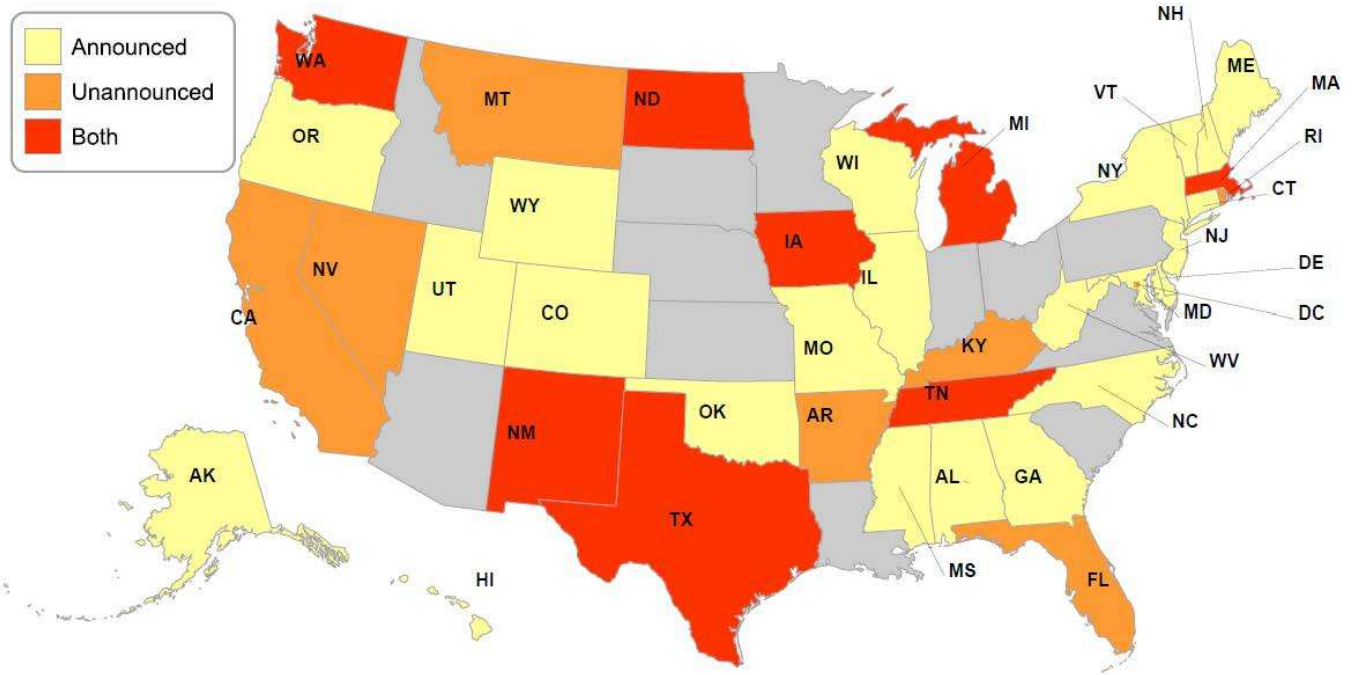 Announced
Unannounced
Both
NH
WA
ME
MT
ND
VT
MA
MI
OR
RI
WI
NY
CT
WY
NJ
IA
NV
DE
IL
UT
CO
MD
DC
CA
MO
KY
WV
TN
OK
AR
NC
NM
AK
AL
GA
TX
MS
HI
FL